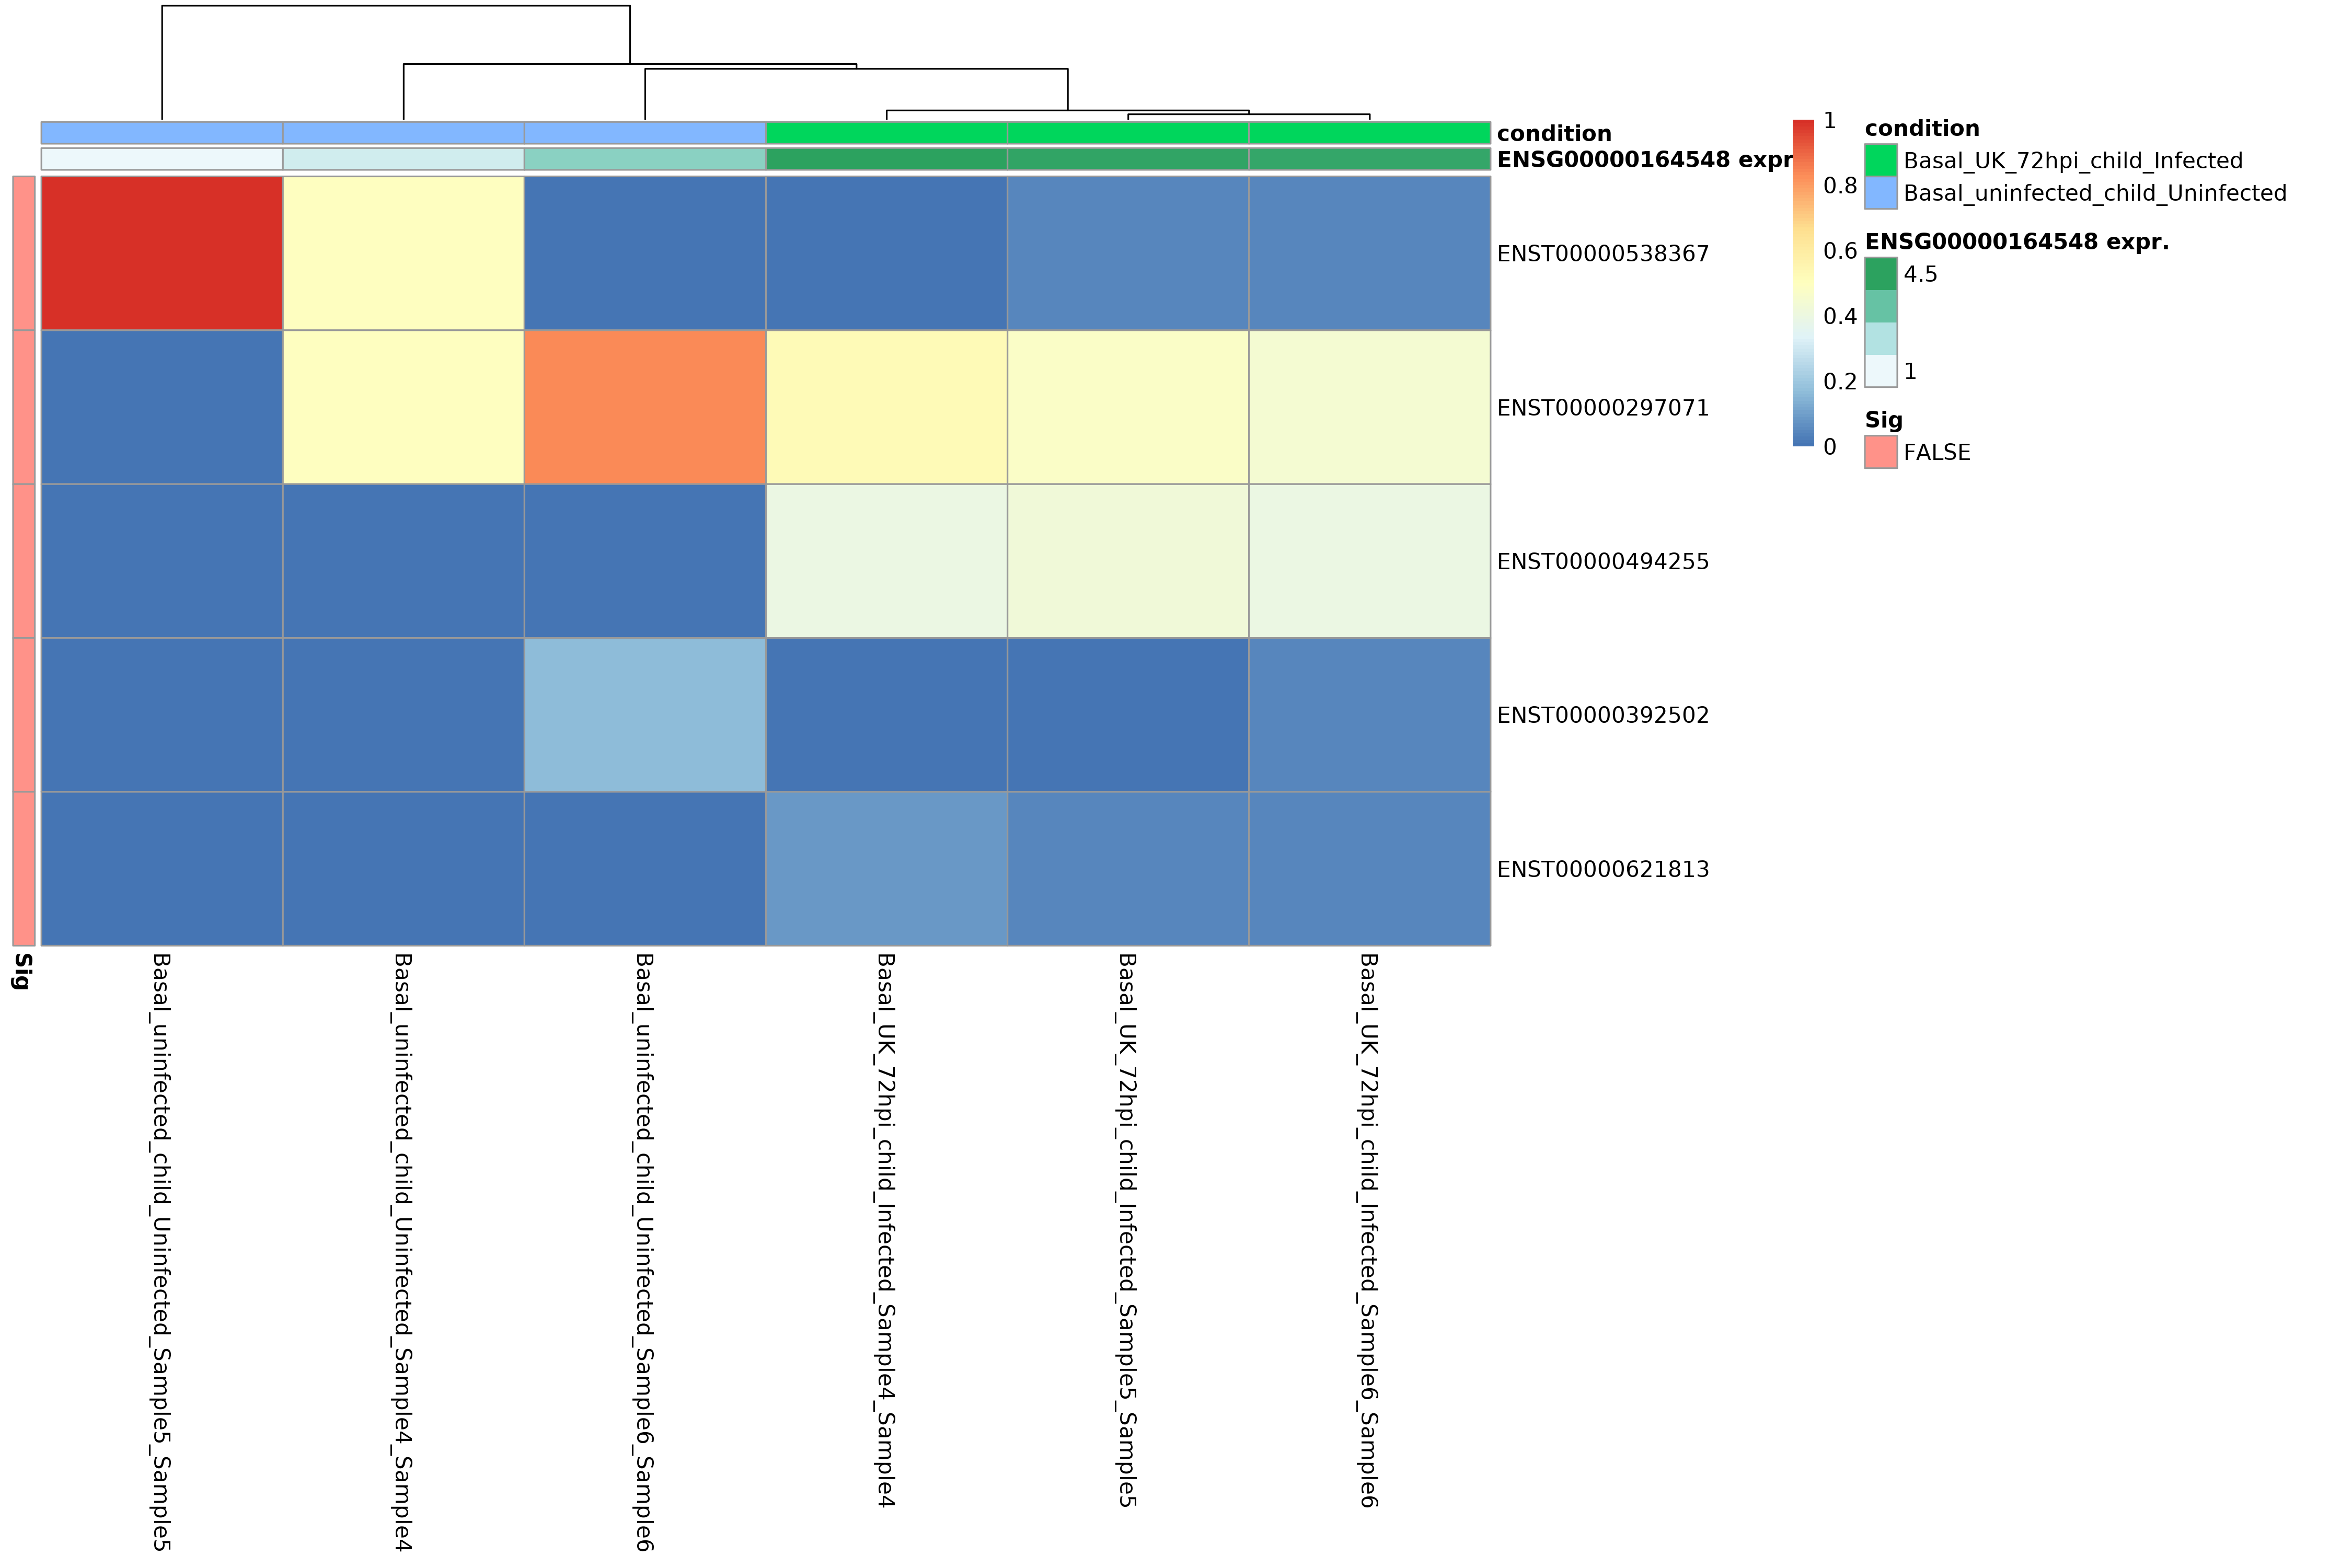 condition
ENSG00000164548 expr.
ENST00000538367
ENST00000297071
ENST00000494255
ENST00000392502
ENST00000621813
Sig
Basal_uninfected_child_Uninfected_Sample5_Sample5
Basal_uninfected_child_Uninfected_Sample4_Sample4
Basal_uninfected_child_Uninfected_Sample6_Sample6
Basal_UK_72hpi_child_Infected_Sample4_Sample4
Basal_UK_72hpi_child_Infected_Sample5_Sample5
Basal_UK_72hpi_child_Infected_Sample6_Sample6
1
0.8
0.6
0.4
0.2
0
condition
Basal_UK_72hpi_child_Infected
Basal_uninfected_child_Uninfected
ENSG00000164548 expr.
4.5
1
Sig
FALSE